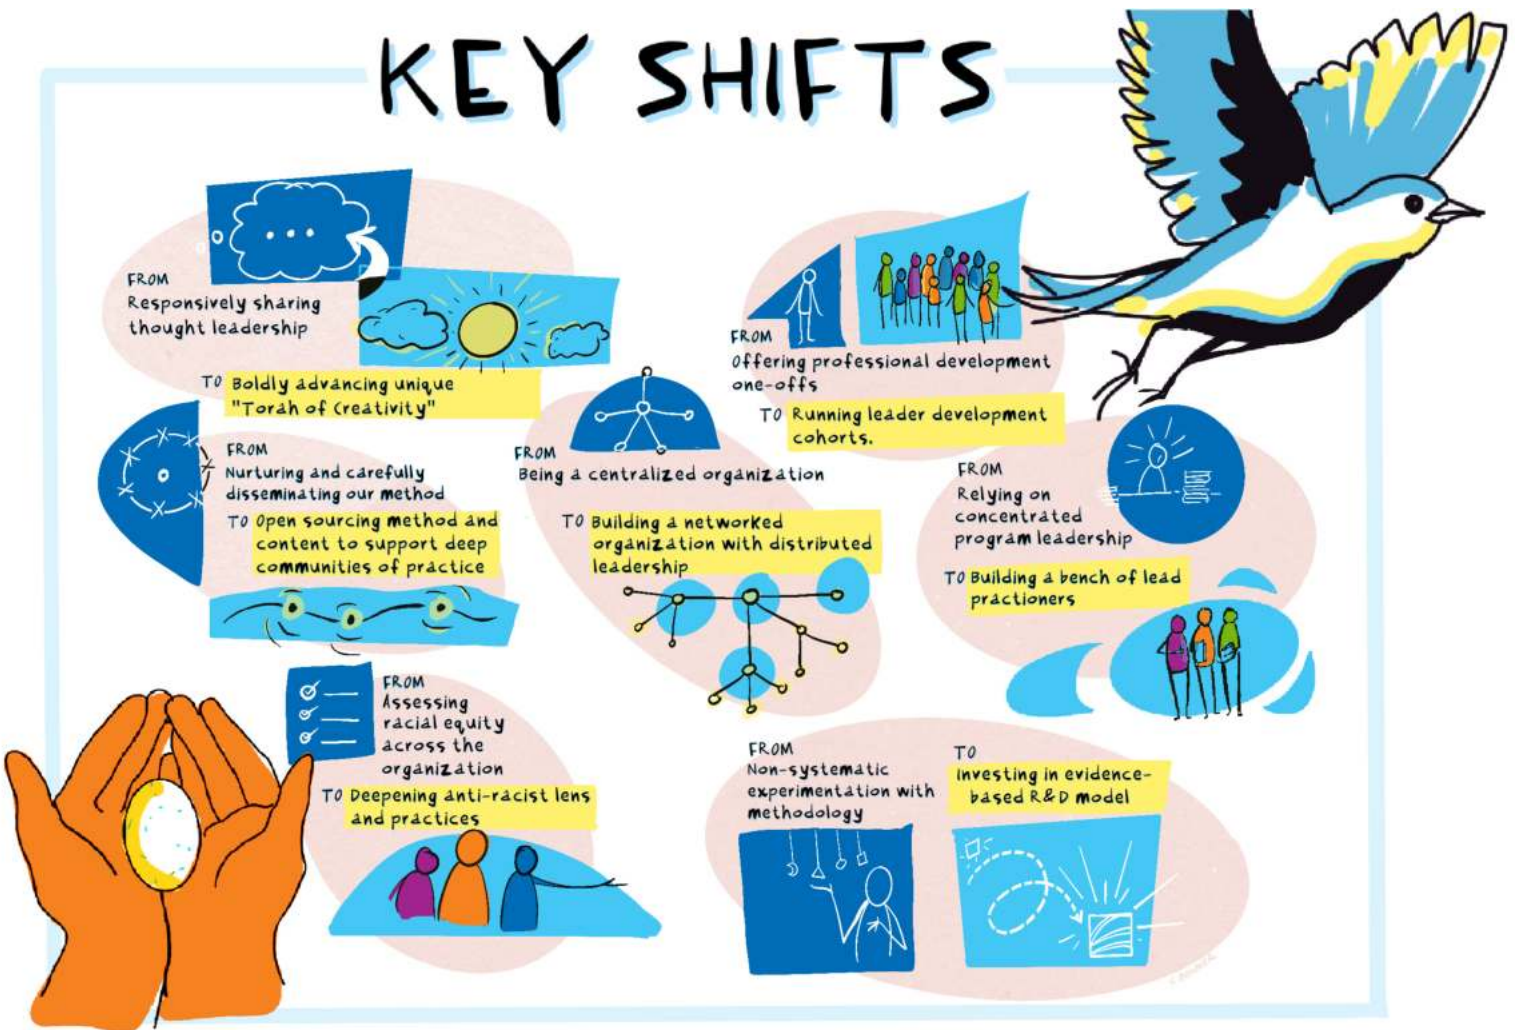 KEY SHIFTS
FROM
Responsively sharing
thought leadership
TO Boldly advancing unique
"Torah of Creativity"
FROM
Offering professional development
one-offs
TO Running leader development
cohorts.
FROM
Nurturing and carefully
disseminating our method
TO Open sourcing method and
content to support deep
communities of practice
FROM
Being a centralized organization
TO Building a networked
organization with distributed
leadership
FROM
Relying on
concentrated
program leadership
TO Building a bench of lead
practioners
FROM
Assessing
racial equity
across the
organization
TO Deepening anti-racist lens
and practices
FROM
Non-systematic
experimentation with
methodology
TO
Investing in evidence-
based R&D model